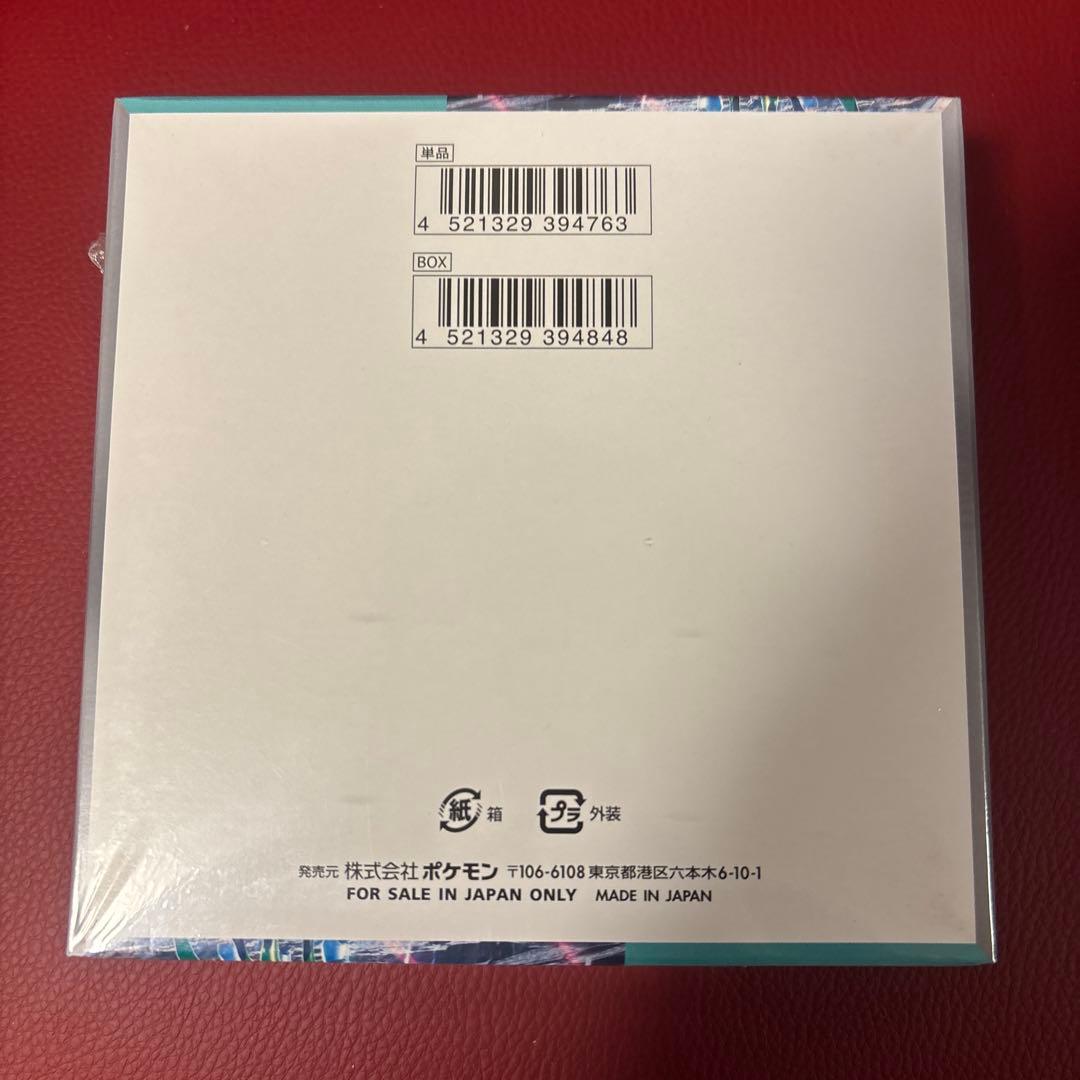 単品
4 521329 394763
BOX
4 521329 394848
紙 箱 プラ 外装
発売元 株式会社 ポケモン 〒106-6108 東京都港区六本木6-10-1
FOR SALE IN JAPAN ONLY MADE IN JAPAN